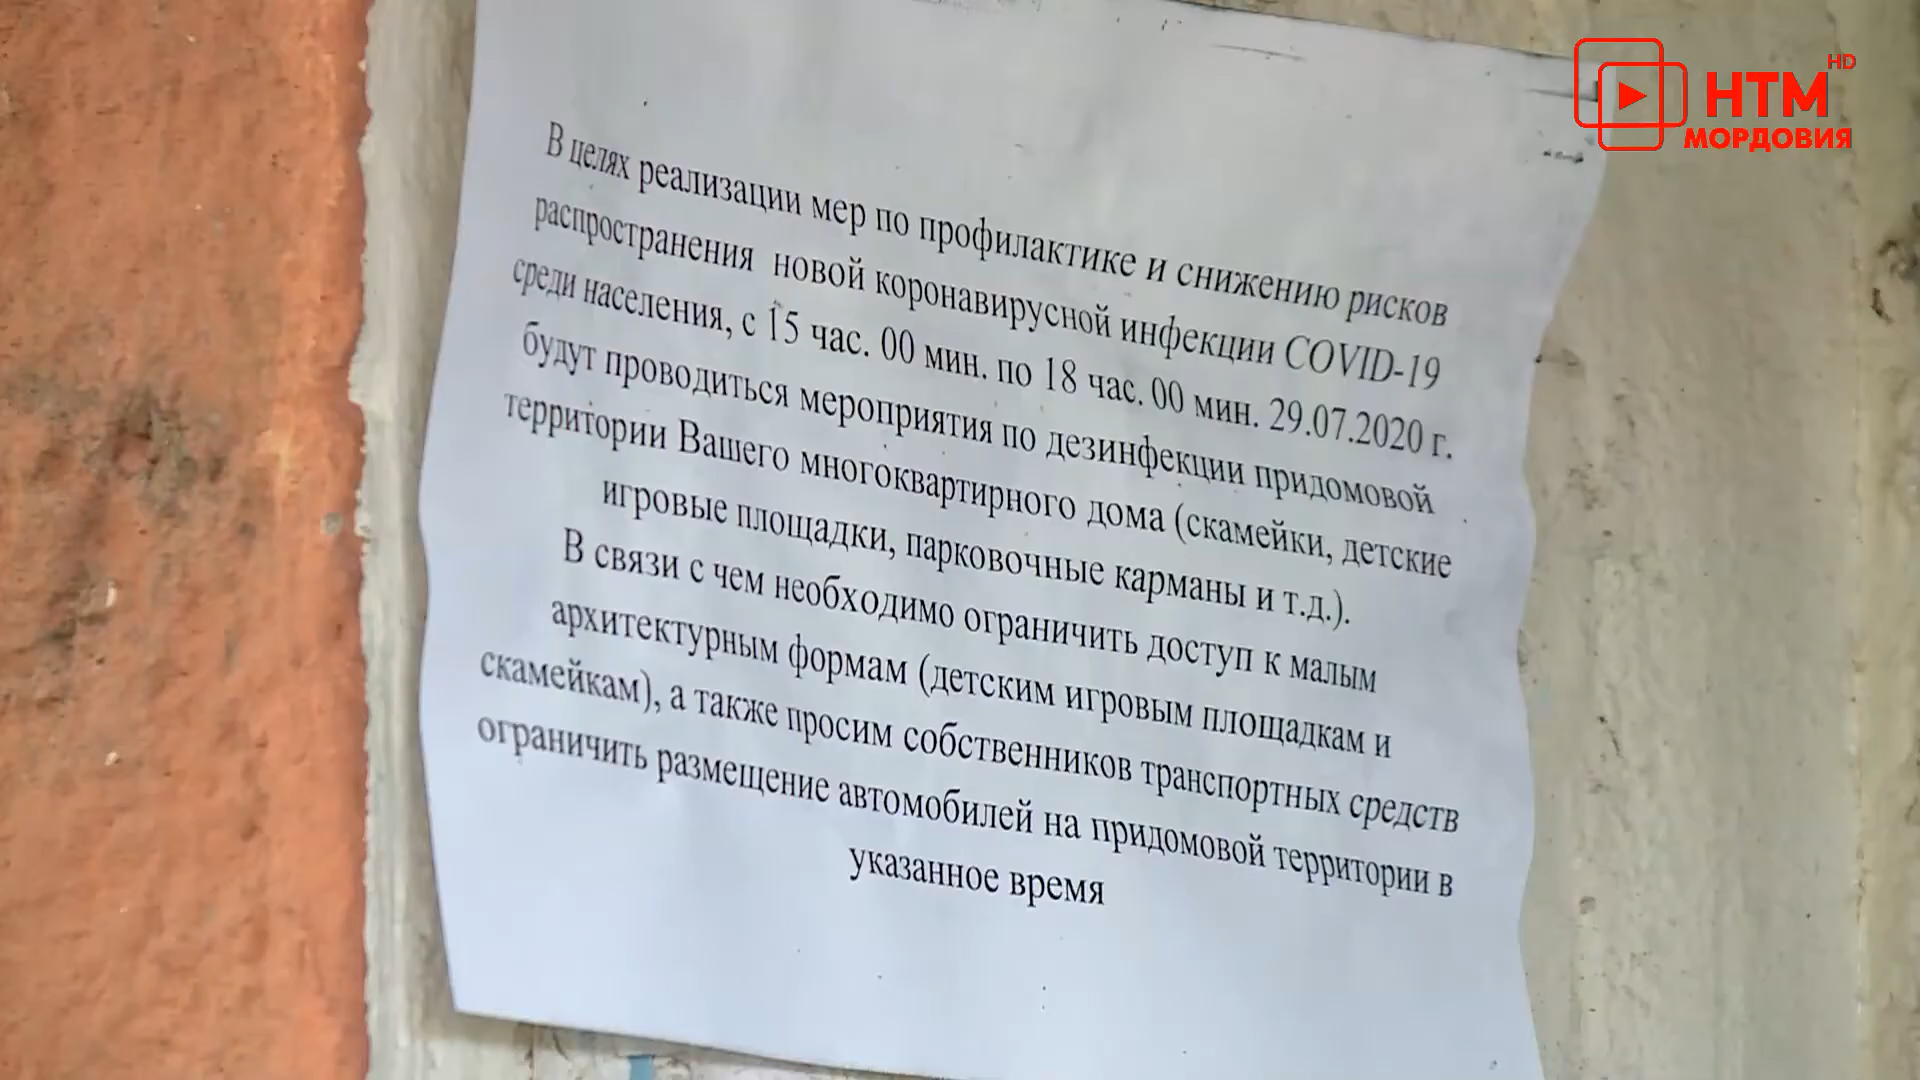 НТМ HD
МОРДОВИЯ
В целях реализации мер по профилактике и снижению рисков
распространения новой коронавирусной инфекции COVID-19
среди населения, с 15 час. 00 мин. по 18 час. 00 мин. 29.07.2020 г.
будут проводиться мероприятия по дезинфекции придомовой
территории Вашего многоквартирного дома (скамейки, детские
игровые площадки, парковочные карманы и т.д.).
В связи с чем необходимо ограничить доступ к малым
архитектурным формам (детским игровым площадкам и
скамейкам), а также просим собственников транспортных средств
ограничить размещение автомобилей на придомовой территории в
указанное время